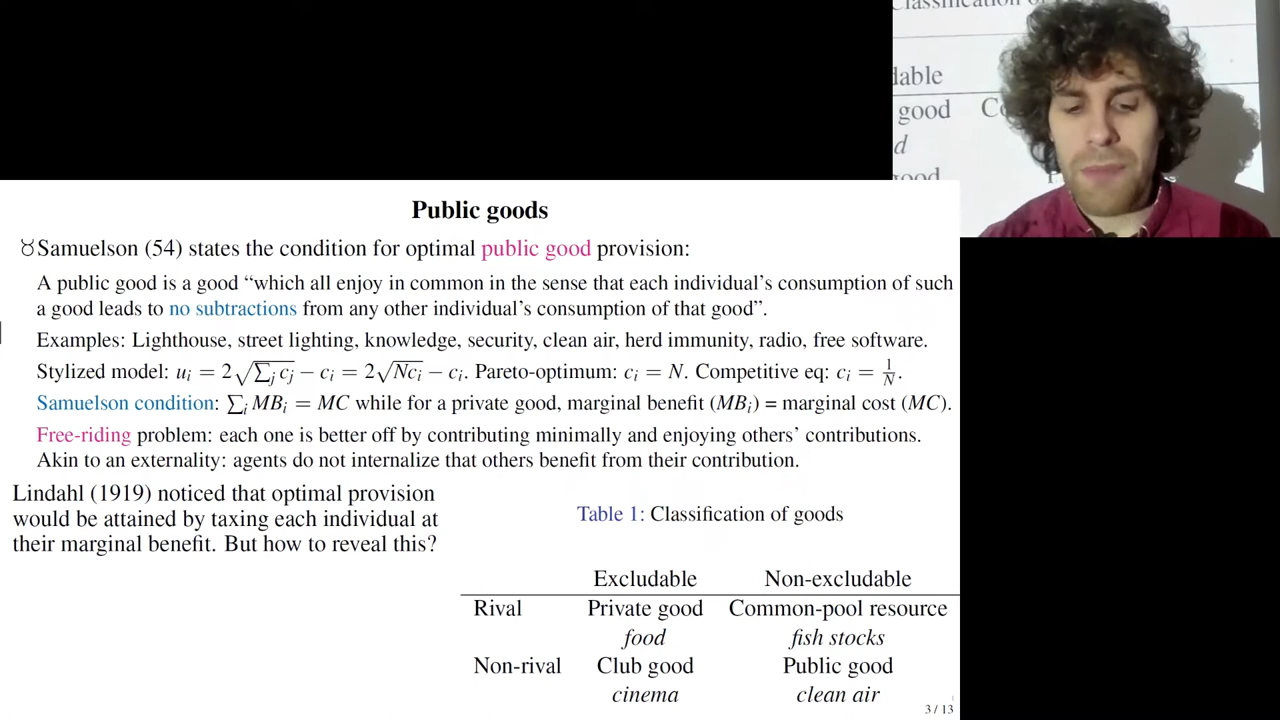 Classification of
dable
good
d
good
Public goods
♉Samuelson (54) states the condition for optimal public good provision:
A public good is a good “which all enjoy in common in the sense that each individual’s consumption of such
a good leads to no subtractions from any other individual’s consumption of that good”.
Examples: Lighthouse, street lighting, knowledge, security, clean air, herd immunity, radio, free software.
Stylized model: u_i = 2√(∑_j c_j) − c_i = 2√(Nc_i) − c_i. Pareto-optimum: c_i = N. Competitive eq: c_i = 1/N.
Samuelson condition: ∑_i MB_i = MC while for a private good, marginal benefit (MB_i) = marginal cost (MC).
Free-riding problem: each one is better off by contributing minimally and enjoying others’ contributions.
Akin to an externality: agents do not internalize that others benefit from their contribution.
Lindahl (1919) noticed that optimal provision
would be attained by taxing each individual at
their marginal benefit. But how to reveal this?
Table 1: Classification of goods
Excludable Non-excludable
Rival Private good Common-pool resource
food fish stocks
Non-rival Club good Public good
cinema clean air
3 / 13